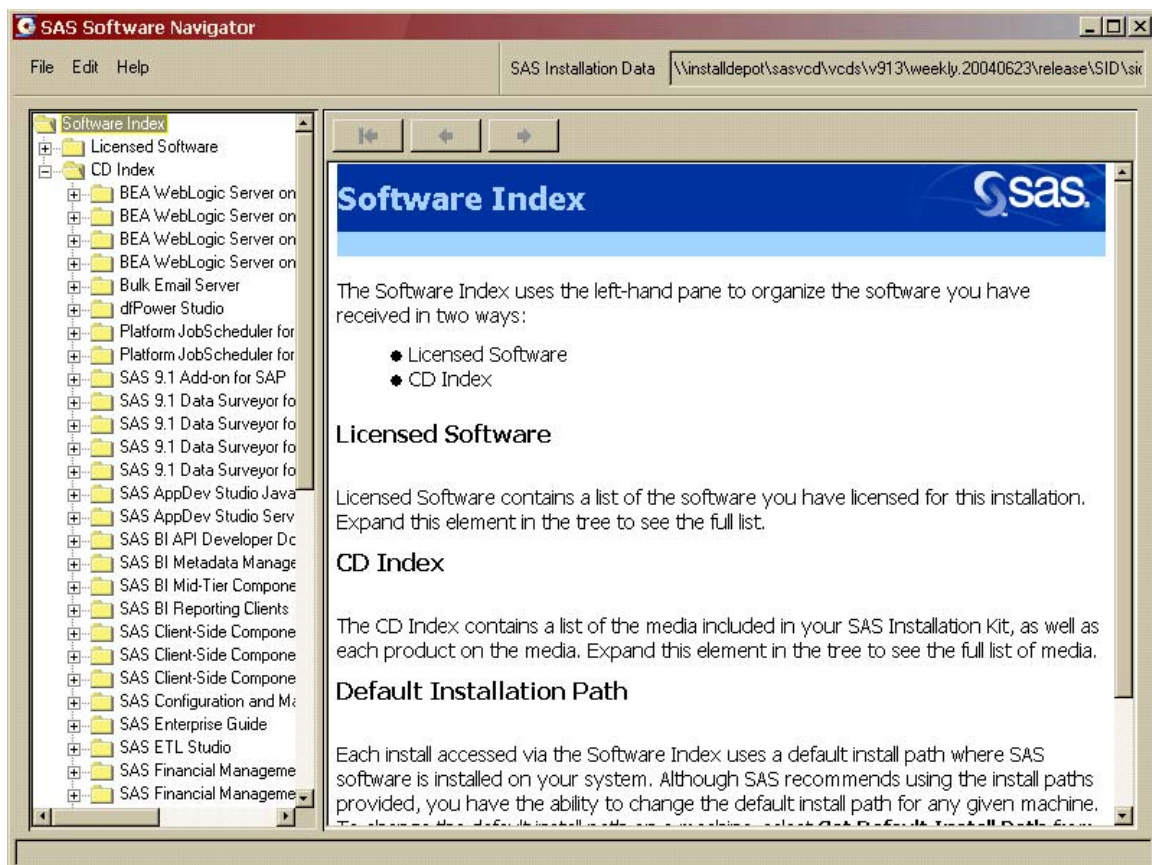 SAS Software Navigator
File Edit Help
SAS Installation Data \\installdepot\sasvcd\vcds\v913\weekly.20040623\release\SID\sic
Software Index
Licensed Software
CD Index
BEA WebLogic Server on
BEA WebLogic Server on
BEA WebLogic Server on
BEA WebLogic Server on
Bulk Email Server
dfPower Studio
Platform JobScheduler for
Platform JobScheduler for
SAS 9.1 Add-on for SAP
SAS 9.1 Data Surveyor fo
SAS 9.1 Data Surveyor fo
SAS 9.1 Data Surveyor fo
SAS 9.1 Data Surveyor fo
SAS AppDev Studio Java
SAS AppDev Studio Serv
SAS BI API Developer Dc
SAS BI Metadata Manage
SAS BI Mid-Tier Compone
SAS BI Reporting Clients
SAS Client-Side Compone
SAS Client-Side Compone
SAS Client-Side Compone
SAS Configuration and Ma
SAS Enterprise Guide
SAS ETL Studio
SAS Financial Manageme
SAS Financial Manageme
Software Index
sas.
The Software Index uses the left-hand pane to organize the software you have
received in two ways:
● Licensed Software
● CD Index
Licensed Software
Licensed Software contains a list of the software you have licensed for this installation.
Expand this element in the tree to see the full list.
CD Index
The CD Index contains a list of the media included in your SAS Installation Kit, as well as
each product on the media. Expand this element in the tree to see the full list of media.
Default Installation Path
Each install accessed via the Software Index uses a default install path where SAS
software is installed on your system. Although SAS recommends using the install paths
provided, you have the ability to change the default install path for any given machine.